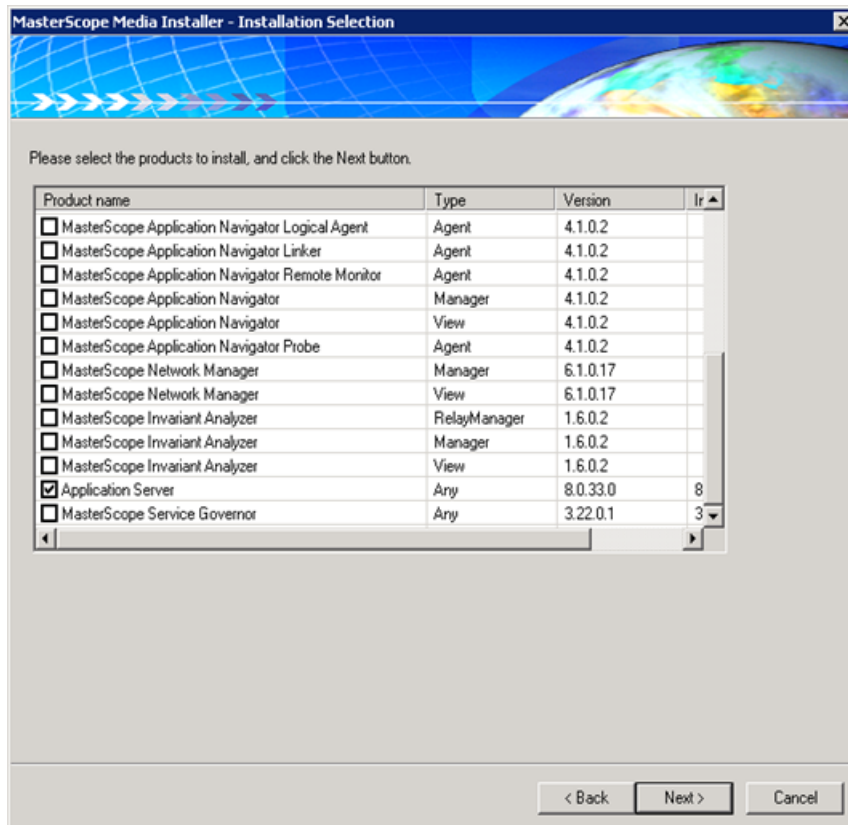 MasterScope Media Installer - Installation Selection
Please select the products to install, and click the Next button.
Product name Type Version Ir
MasterScope Application Navigator Logical Agent Agent 4.1.0.2
MasterScope Application Navigator Linker Agent 4.1.0.2
MasterScope Application Navigator Remote Monitor Agent 4.1.0.2
MasterScope Application Navigator Manager 4.1.0.2
MasterScope Application Navigator View 4.1.0.2
MasterScope Application Navigator Probe Agent 4.1.0.2
MasterScope Network Manager Manager 6.1.0.17
MasterScope Network Manager View 6.1.0.17
MasterScope Invariant Analyzer RelayManager 1.6.0.2
MasterScope Invariant Analyzer Manager 1.6.0.2
MasterScope Invariant Analyzer View 1.6.0.2
Application Server Any 8.0.33.0 8
MasterScope Service Governor Any 3.22.0.1 3
< Back Next > Cancel